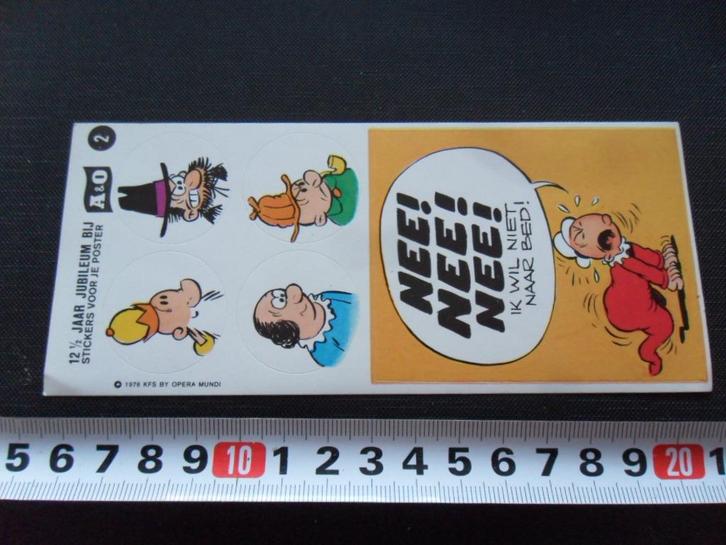 12 ½ JAAR JUBILEUM BIJ
STICKERS VOOR JE POSTER
A&O
2
© 1976 KFS BY OPERA MUNDI
NEE!
NEE!
NEE!
IK WIL NIET
NAAR BED!
5 6 7 8 9 10 1 2 3 4 5 6 7 8 9 20 1